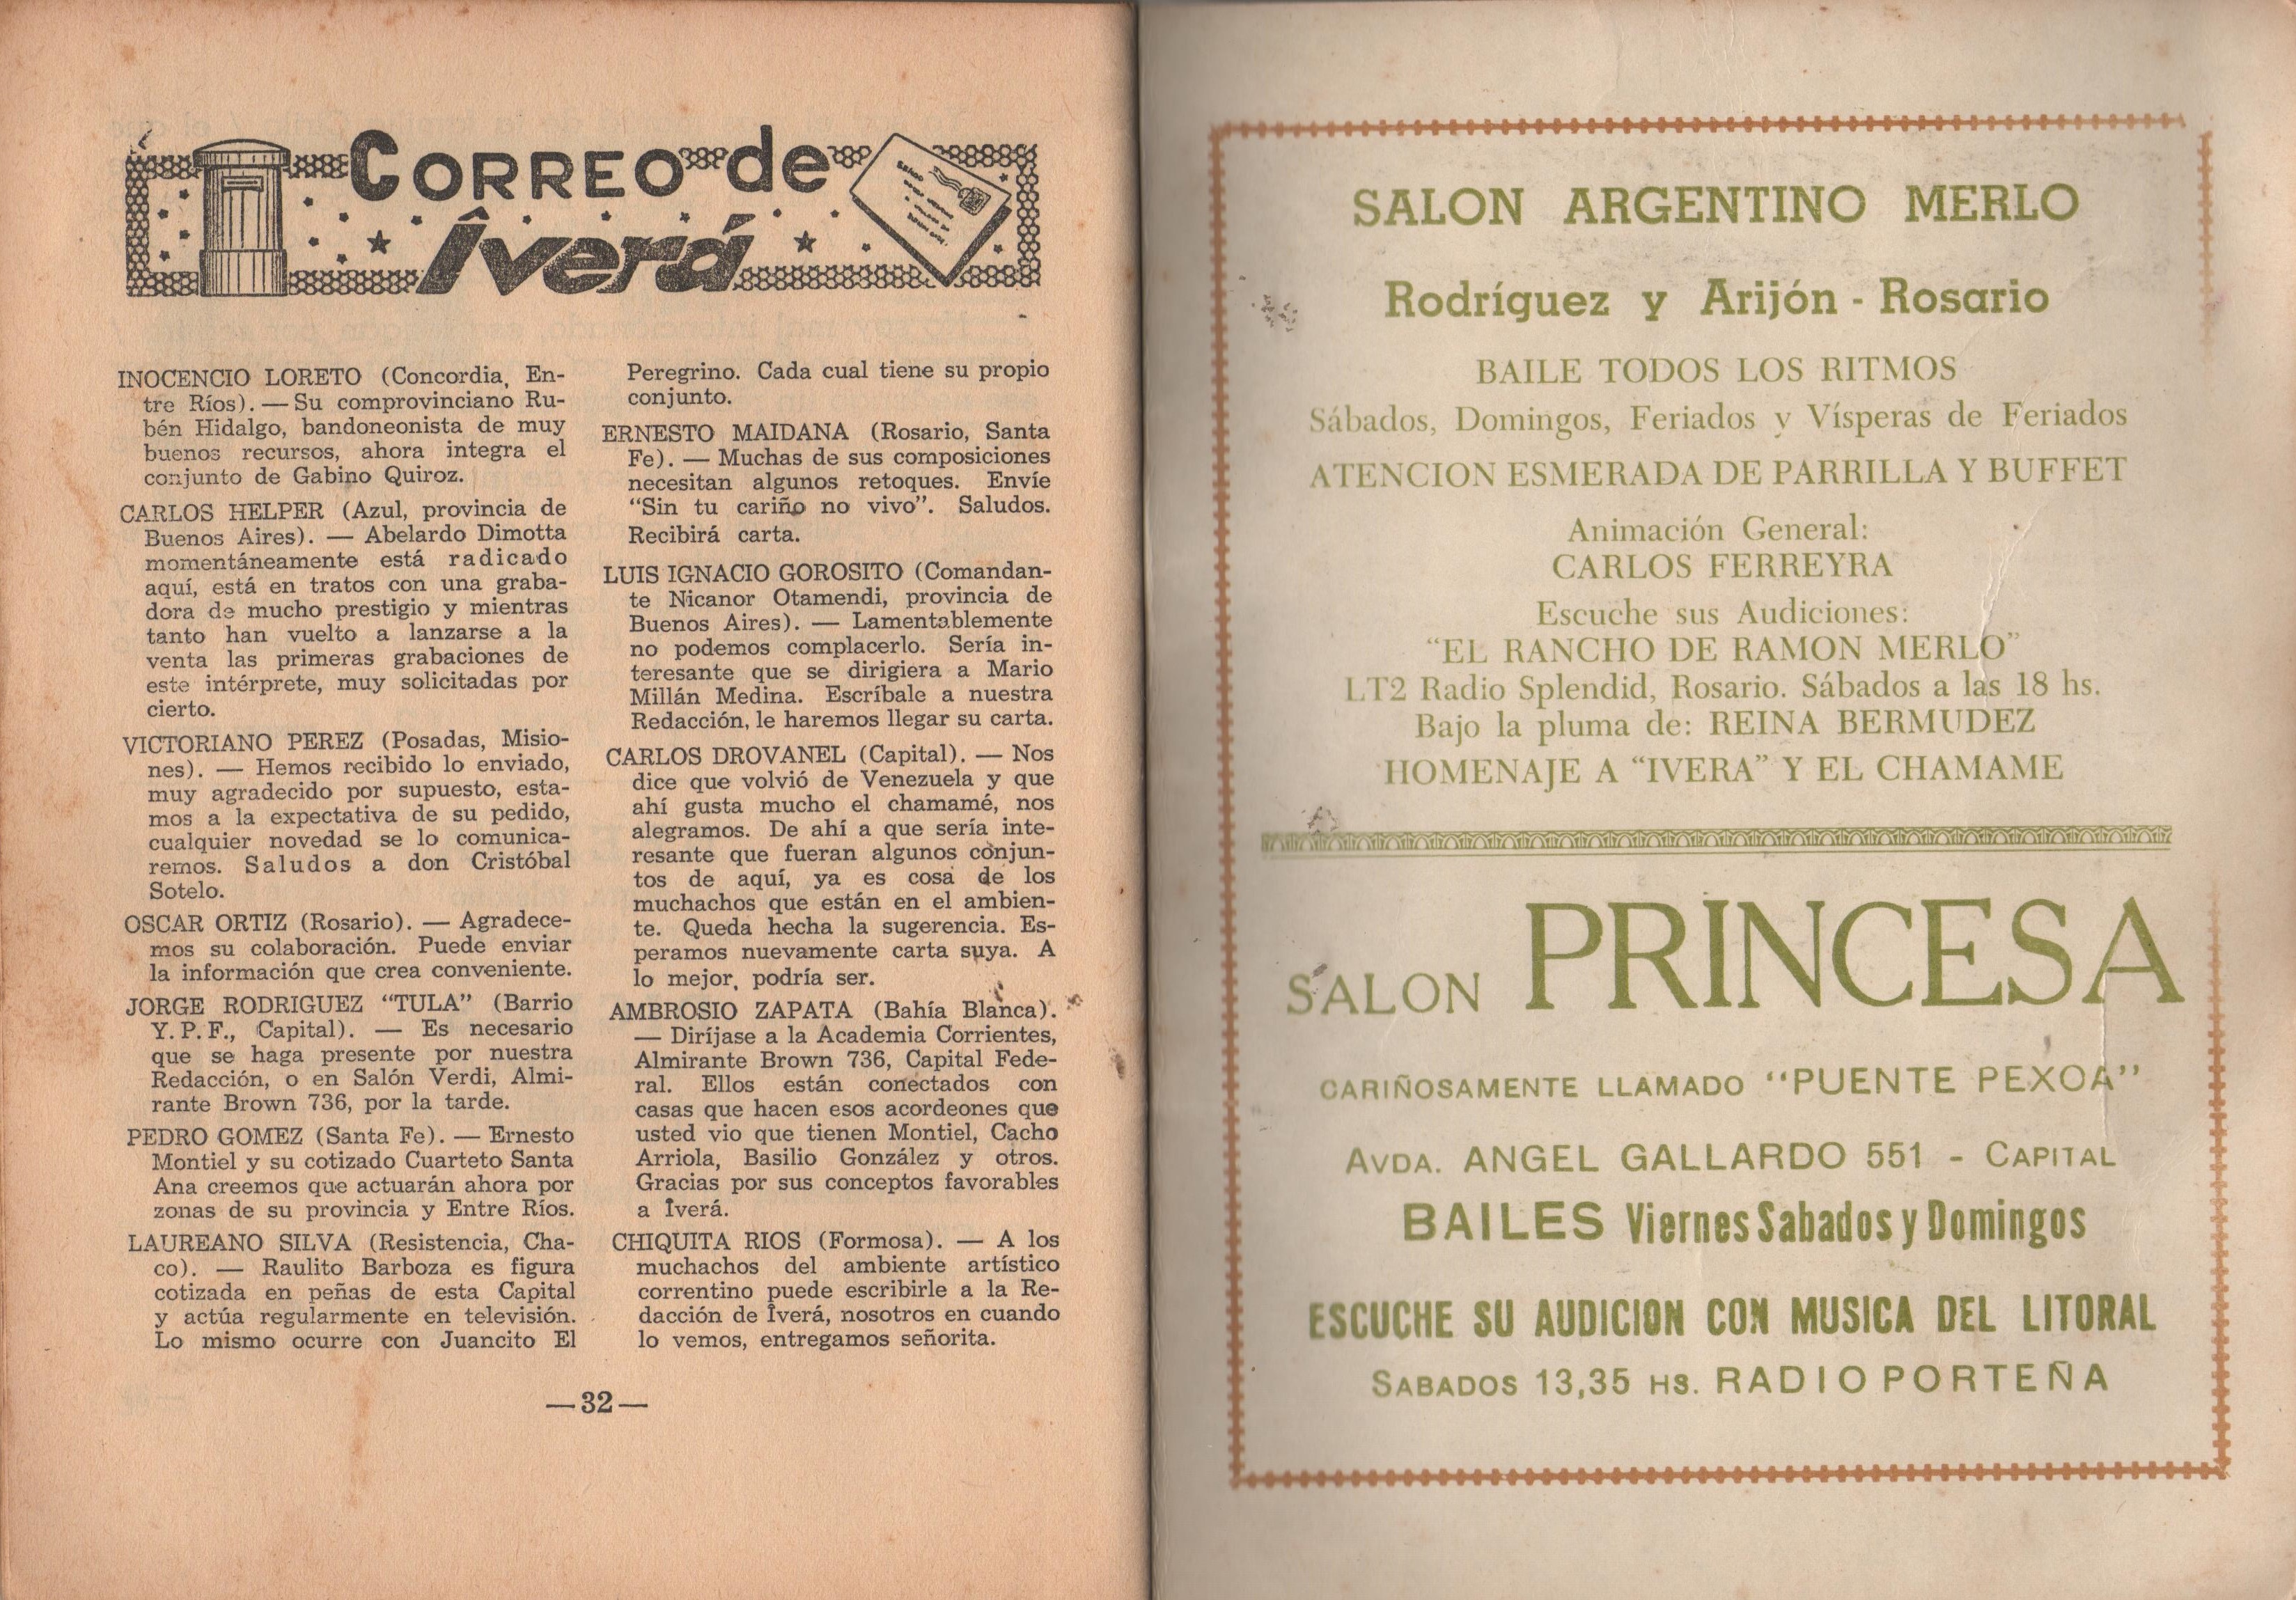 CORREO de
Îverá
INOCENCIO LORETO (Concordia, En-
tre Ríos). — Su comprovinciano Ru-
bén Hidalgo, bandoneonista de muy
buenos recursos, ahora integra el
conjunto de Gabino Quiroz.
CARLOS HELPER (Azul, provincia de
Buenos Aires). — Abelardo Dimotta
momentáneamente está radicado
aquí, está en tratos con una graba-
dora de mucho prestigio y mientras
tanto han vuelto a lanzarse a la
venta las primeras grabaciones de
este intérprete, muy solicitadas por
cierto.
VICTORIANO PEREZ (Posadas, Misio-
nes). — Hemos recibido lo enviado,
muy agradecido por supuesto, esta-
mos a la expectativa de su pedido,
cualquier novedad se lo comunica-
remos. Saludos a don Cristóbal
Sotelo.
OSCAR ORTIZ (Rosario). — Agradece-
mos su colaboración. Puede enviar
la información que crea conveniente.
JORGE RODRIGUEZ "TULA" (Barrio
Y. P. F., Capital). — Es necesario
que se haga presente por nuestra
Redacción, o en Salón Verdi, Almi-
rante Brown 736, por la tarde.
PEDRO GOMEZ (Santa Fe). — Ernesto
Montiel y su cotizado Cuarteto Santa
Ana creemos que actuarán ahora por
zonas de su provincia y Entre Ríos.
LAUREANO SILVA (Resistencia, Cha-
co). — Raulito Barboza es figura
cotizada en peñas de esta Capital
y actúa regularmente en televisión.
Lo mismo ocurre con Juancito El
Peregrino. Cada cual tiene su propio
conjunto.
ERNESTO MAIDANA (Rosario, Santa
Fe). — Muchas de sus composiciones
necesitan algunos retoques. Envíe
"Sin tu cariño no vivo". Saludos.
Recibirá carta.
LUIS IGNACIO GOROSITO (Comandan-
te Nicanor Otamendi, provincia de
Buenos Aires). — Lamentablemente
no podemos complacerlo. Sería in-
teresante que se dirigiera a Mario
Millán Medina. Escríbale a nuestra
Redacción, le haremos llegar su carta.
CARLOS DROVANEL (Capital). — Nos
dice que volvió de Venezuela y que
ahí gusta mucho el chamamé, nos
alegramos. De ahí a que sería inte-
resante que fueran algunos conjun-
tos de aquí, ya es cosa de los
muchachos que están en el ambien-
te. Queda hecha la sugerencia. Es-
peramos nuevamente carta suya. A
lo mejor, podría ser.
AMBROSIO ZAPATA (Bahía Blanca).
— Diríjase a la Academia Corrientes,
Almirante Brown 736, Capital Fede-
ral. Ellos están conectados con
casas que hacen esos acordeones que
usted vio que tienen Montiel, Cacho
Arriola, Basilio González y otros.
Gracias por sus conceptos favorables
a Îverá.
CHIQUITA RIOS (Formosa). — A los
muchachos del ambiente artístico
correntino puede escribirle a la Re-
dacción de Îverá, nosotros en cuando
lo vemos, entregamos señorita.
— 32 —
SALON ARGENTINO MERLO
Rodríguez y Arijón - Rosario
BAILE TODOS LOS RITMOS
Sábados, Domingos, Feriados y Vísperas de Feriados
ATENCION ESMERADA DE PARRILLA Y BUFFET
Animación General:
CARLOS FERREYRA
Escuche sus Audiciones:
"EL RANCHO DE RAMON MERLO"
LT2 Radio Splendid, Rosario. Sábados a las 18 hs.
Bajo la pluma de: REINA BERMUDEZ
HOMENAJE A "IVERA" Y EL CHAMAME
SALON PRINCESA
CARIÑOSAMENTE LLAMADO "PUENTE PEXOA"
AVDA. ANGEL GALLARDO 551 - CAPITAL
BAILES Viernes Sabados y Domingos
ESCUCHE SU AUDICION CON MUSICA DEL LITORAL
SABADOS 13,35 HS. RADIO PORTEÑA